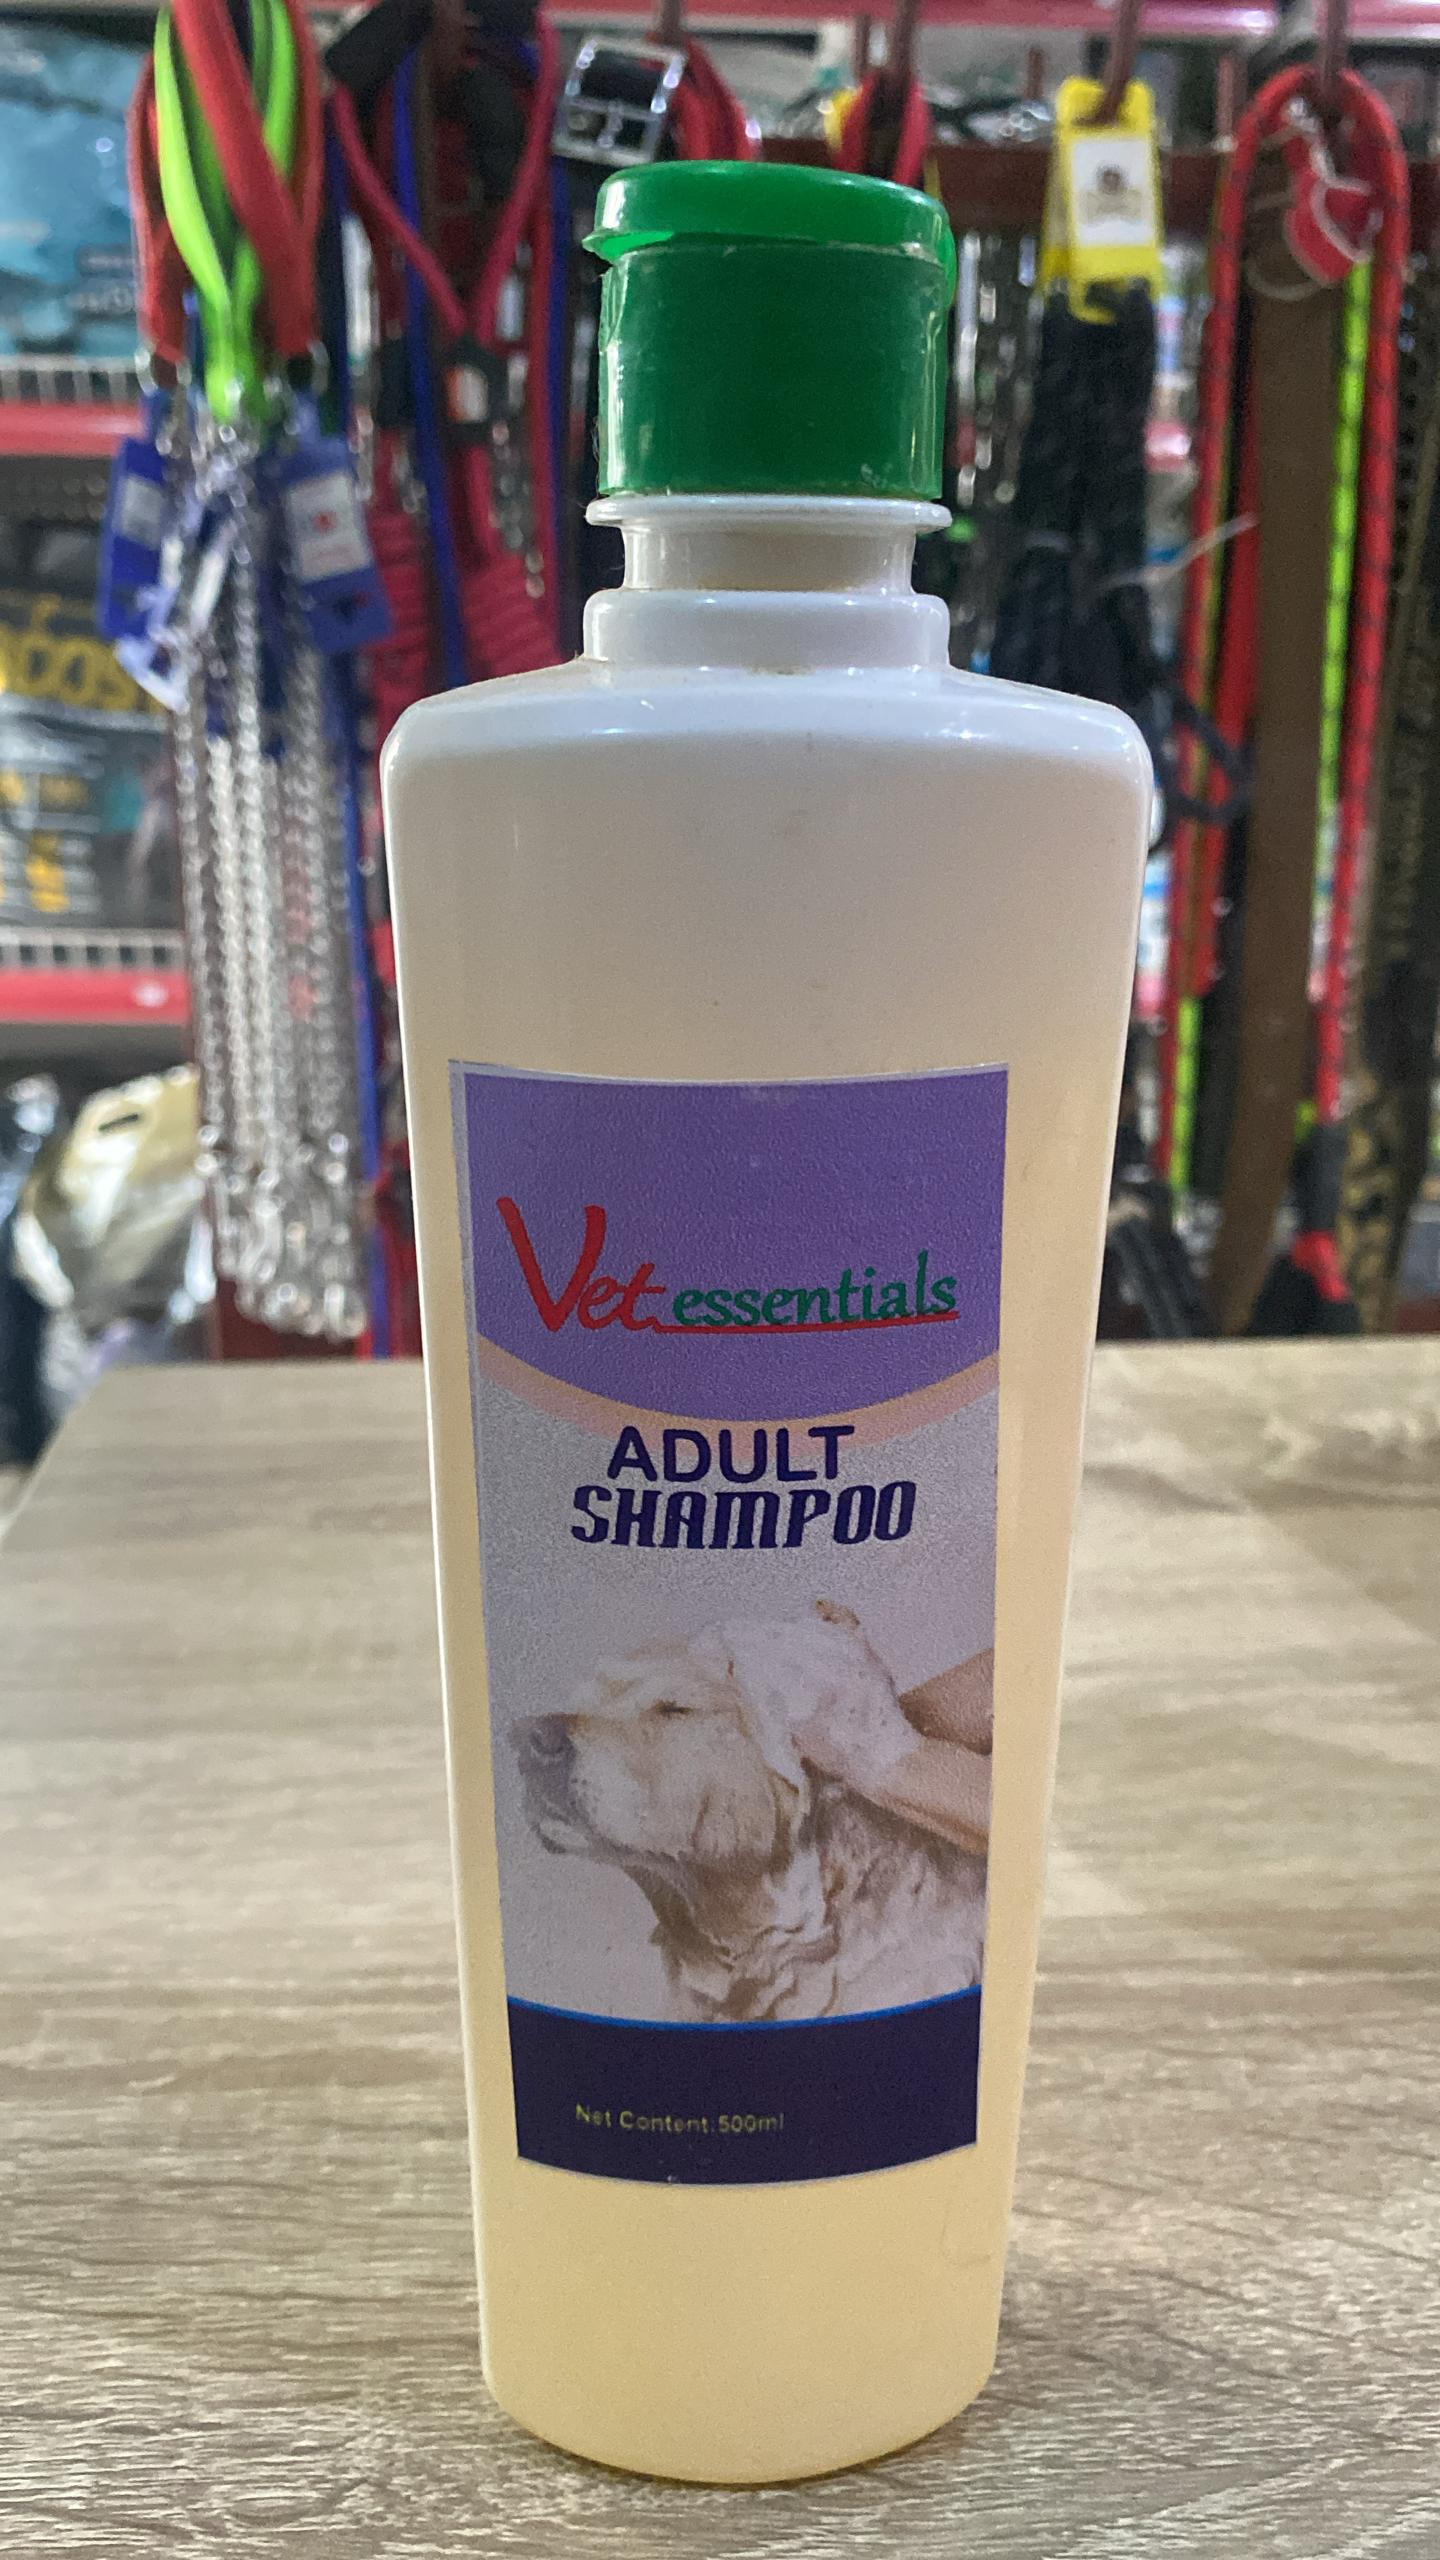 Vet essentials
ADULT
SHAMPOO
Net Content:500ml